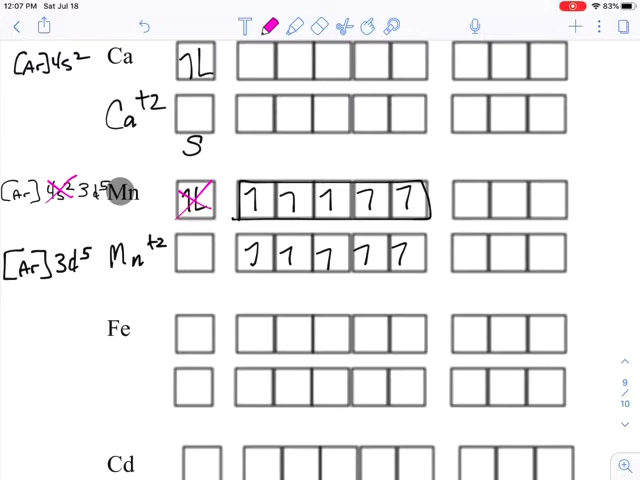 12:07 PM Sat Jul 18
83%
[Ar]4s² Ca 1L
Ca⁺²
S
[Ar] 4s² 3d⁵ Mn 1L 1 1 1 1 1
[Ar]3d⁵ Mn⁺² 1 1 1 1 1
Fe
9
/
10
Cd